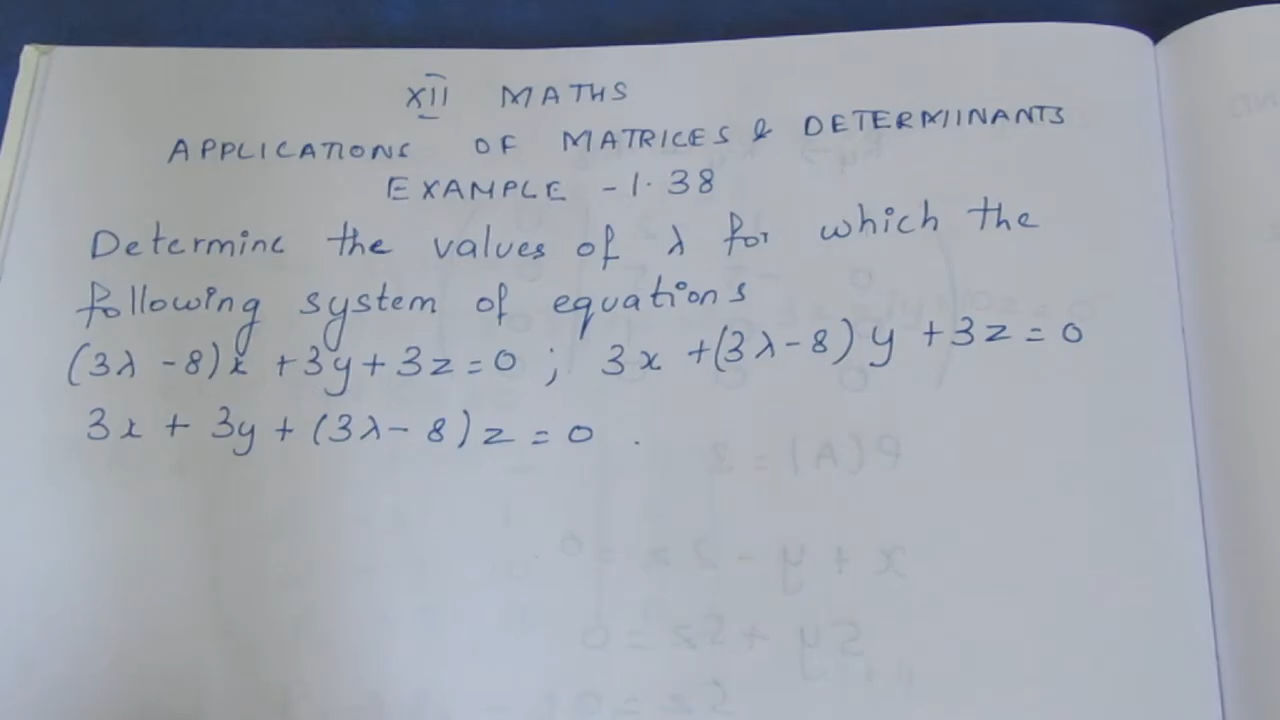 XII MATHS
APPLICATIONS OF MATRICES & DETERMIINANTS
EXAMPLE - 1.38
Determine the values of λ for which the
following system of equations
(3λ - 8)x + 3y + 3z = 0 ; 3x + (3λ - 8) y + 3z = 0
3x + 3y + (3λ - 8) z = 0 .